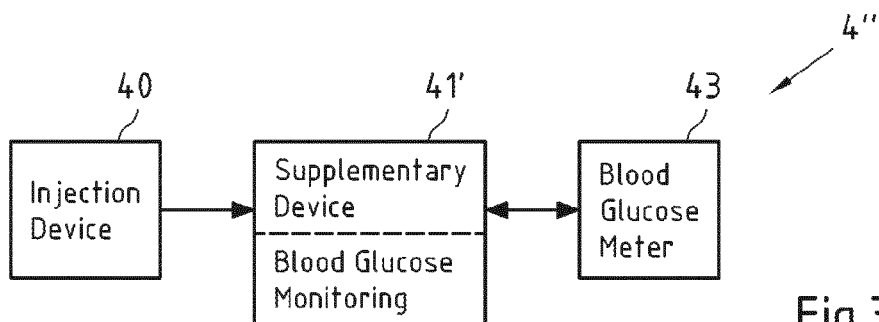 4''
40
41'
43
Injection
Device
Supplementary
Device
Blood Glucose
Monitoring
Blood
Glucose
Meter